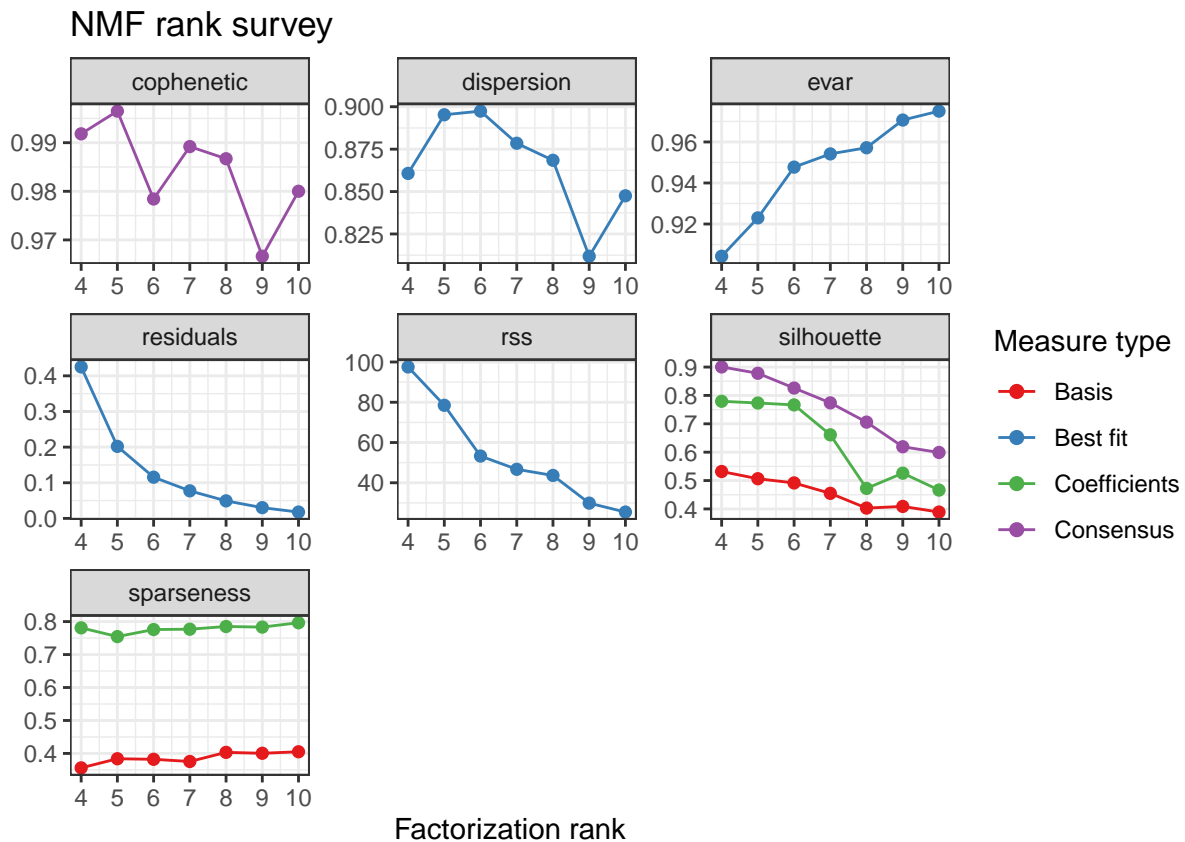 NMF rank survey
cophenetic
dispersion
evar
0.99
0.98
0.97
0.900
0.875
0.850
0.825
0.96
0.94
0.92
4 5 6 7 8 9 10
4 5 6 7 8 9 10
4 5 6 7 8 9 10
residuals
rss
silhouette
0.4
0.3
0.2
0.1
0.0
100
80
60
40
0.9
0.8
0.7
0.6
0.5
0.4
4 5 6 7 8 9 10
4 5 6 7 8 9 10
4 5 6 7 8 9 10
Measure type
Basis
Best fit
Coefficients
Consensus
sparseness
0.8
0.7
0.6
0.5
0.4
4 5 6 7 8 9 10
Factorization rank